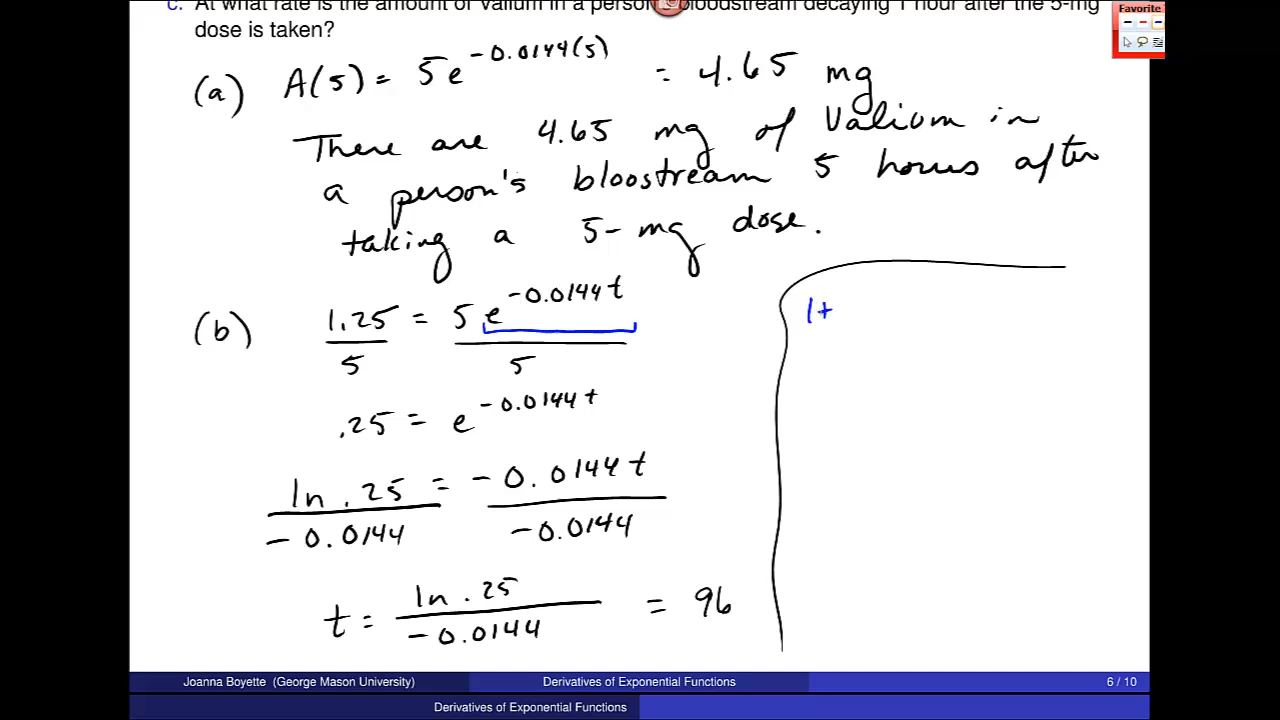 c. At what rate is the amount of Valium in a person's bloodstream decaying 1 hour after the 5-mg
dose is taken?
Favorite
(a) A(5) = 5e^{-0.0144(5)} = 4.65 mg
There are 4.65 mg of Valium in
a person's bloostream 5 hours after
taking a 5-mg dose.
(b) 1.25/5 = 5e^{-0.0144t}/5
.25 = e^{-0.0144t}
ln .25/-0.0144 = -0.0144t/-0.0144
t = ln .25/-0.0144 = 96
It
Joanna Boyette (George Mason University) Derivatives of Exponential Functions 6 / 10
Derivatives of Exponential Functions